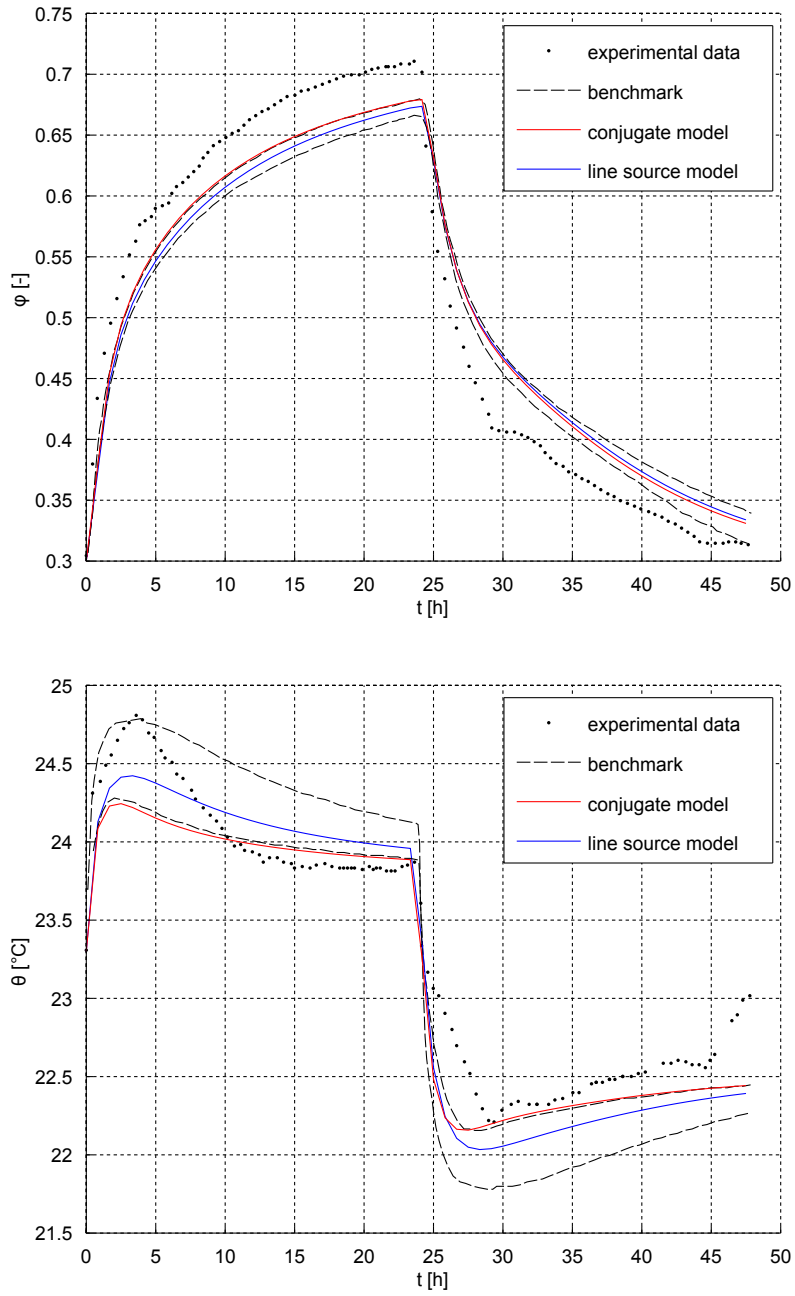 0.75
0.7
0.65
0.6
0.55
0.5
0.45
0.4
0.35
0.3
φ [-]
0 5 10 15 20 25 30 35 40 45 50
t [h]
experimental data
benchmark
conjugate model
line source model
25
24.5
24
23.5
23
22.5
22
21.5
θ [°C]
0 5 10 15 20 25 30 35 40 45 50
t [h]
experimental data
benchmark
conjugate model
line source model